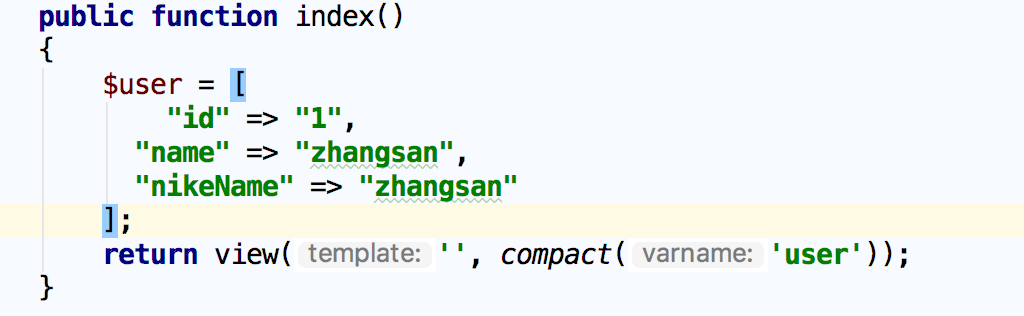 public function index()
{
$user = [
"id" => "1",
"name" => "zhangsan",
"nikeName" => "zhangsan"
];
return view( template: '', compact( varname: 'user'));
}